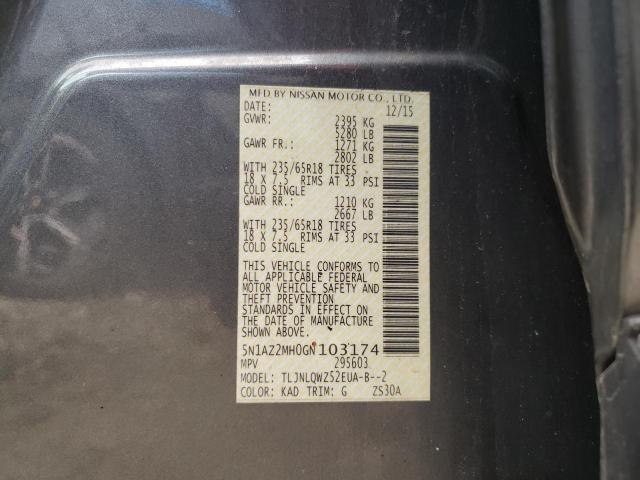 MFD BY NISSAN MOTOR CO., LTD.
DATE: 12/15
GVWR: 2395 KG
5280 LB
GAWR FR.: 1271 KG
2802 LB
WITH 235/65R18 TIRES
18 X 7.5 RIMS AT 33 PSI
COLD SINGLE
GAWR RR.: 1210 KG
2667 LB
WITH 235/65R18 TIRES
18 X 7.5 RIMS AT 33 PSI
COLD SINGLE
THIS VEHICLE CONFORMS TO
ALL APPLICABLE FEDERAL
MOTOR VEHICLE SAFETY AND
THEFT PREVENTION
STANDARDS IN EFFECT ON
THE DATE OF MANUFACTURE
SHOWN ABOVE.
5N1AZ2MH0GN103174
MPV 295603
MODEL: TLJNLQWZ52EUA-B--2
COLOR: KAD TRIM: G ZS30A